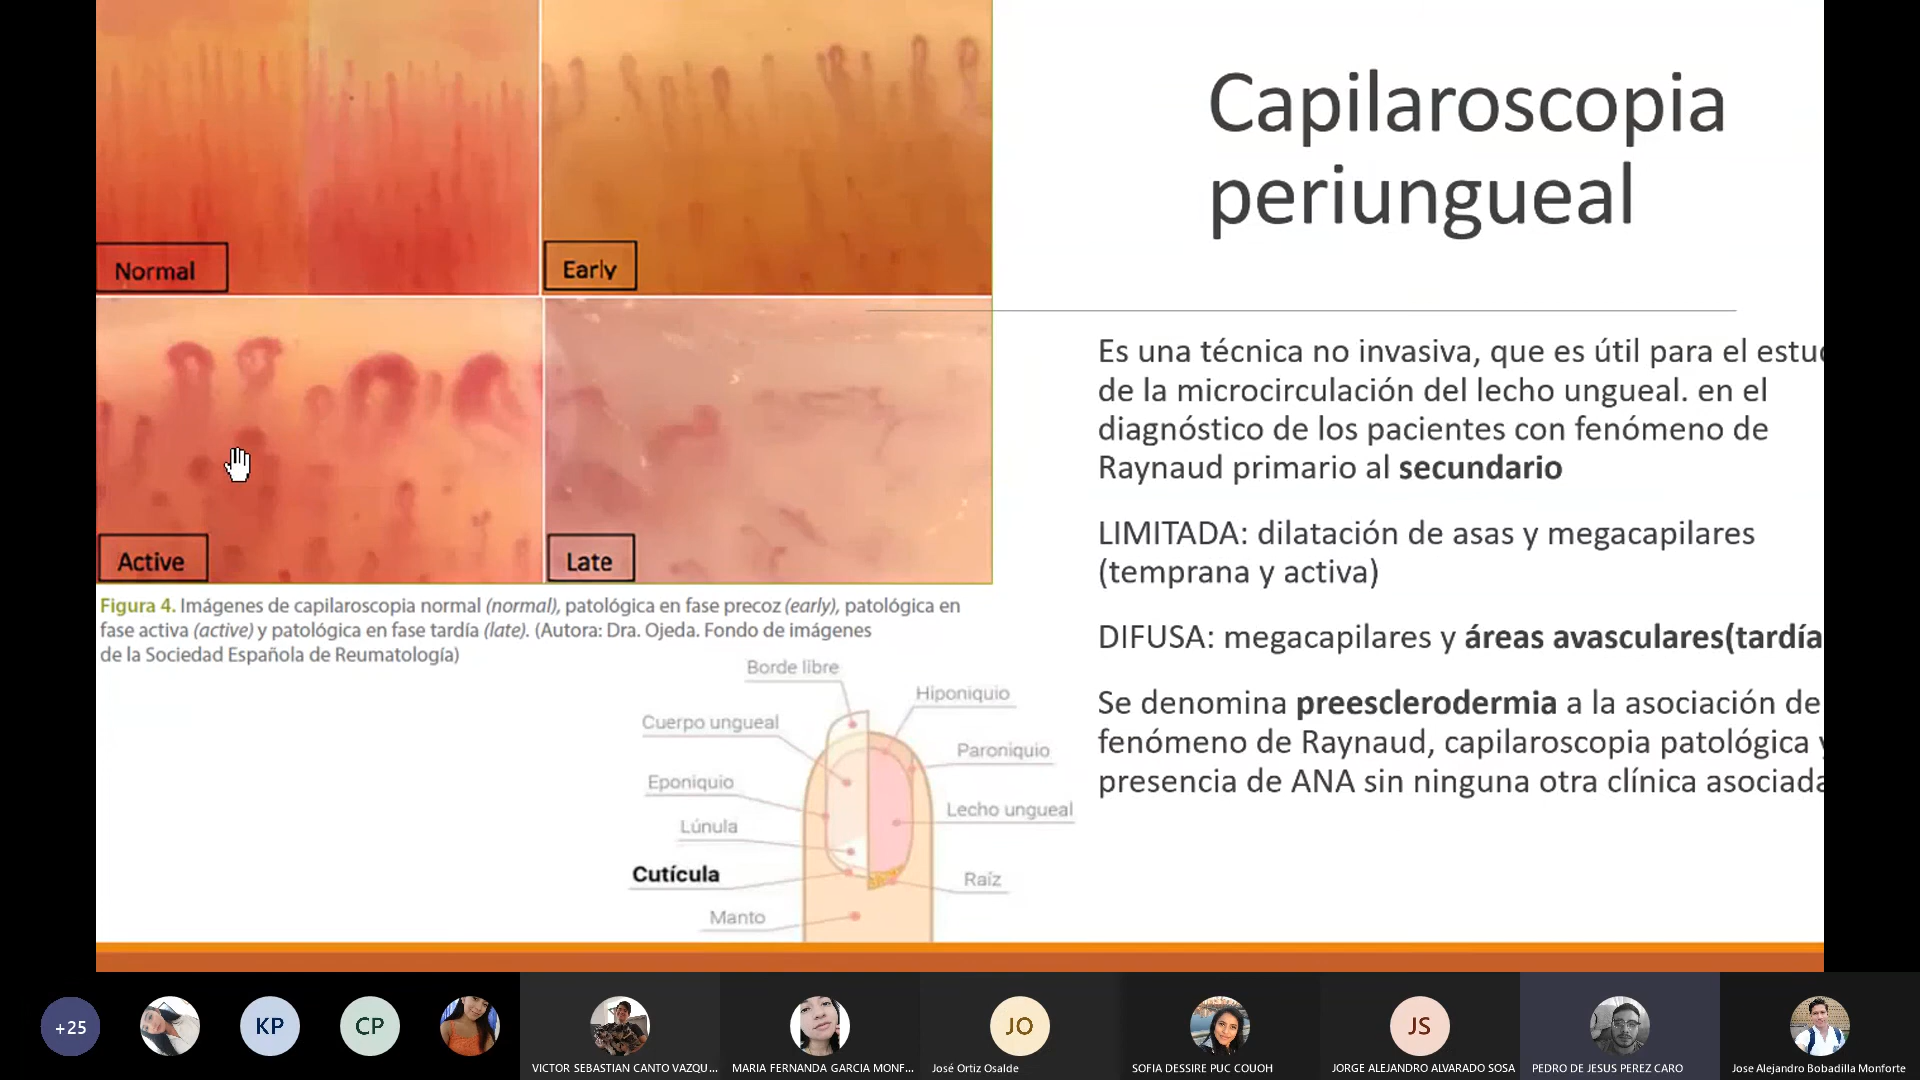 Capilaroscopia
periungueal
Normal
Early
Active
Late
Figura 4. Imágenes de capilaroscopia normal (normal), patológica en fase precoz (early), patológica en
fase activa (active) y patológica en fase tardía (late). (Autora: Dra. Ojeda. Fondo de imágenes
de la Sociedad Española de Reumatología)
Es una técnica no invasiva, que es útil para el
de la microcirculación del lecho ungueal. en el
diagnóstico de los pacientes con fenómeno de
Raynaud primario al secundario
LIMITADA: dilatación de asas y megacapilares
(temprana y activa)
DIFUSA: megacapilares y áreas avasculares(tardía
Se denomina preesclerodermia a la asociación de
fenómeno de Raynaud, capilaroscopia patológica y
presencia de ANA sin ninguna otra clínica asociada
Borde libre
Hiponiquio
Cuerpo ungueal
Paroniquio
Eponiquio
Lecho ungueal
Lúnula
Cutícula
Raíz
Manto
+25
KP
CP
JO
JS
VICTOR SEBASTIAN CANTO VAZQU...
MARIA FERNANDA GARCIA MONF...
José Ortiz Osalde
SOFIA DESSIRE PUC COUOH
JORGE ALEJANDRO ALVARADO SOSA
PEDRO DE JESUS PEREZ CARO
Jose Alejandro Bobadilla Monforte